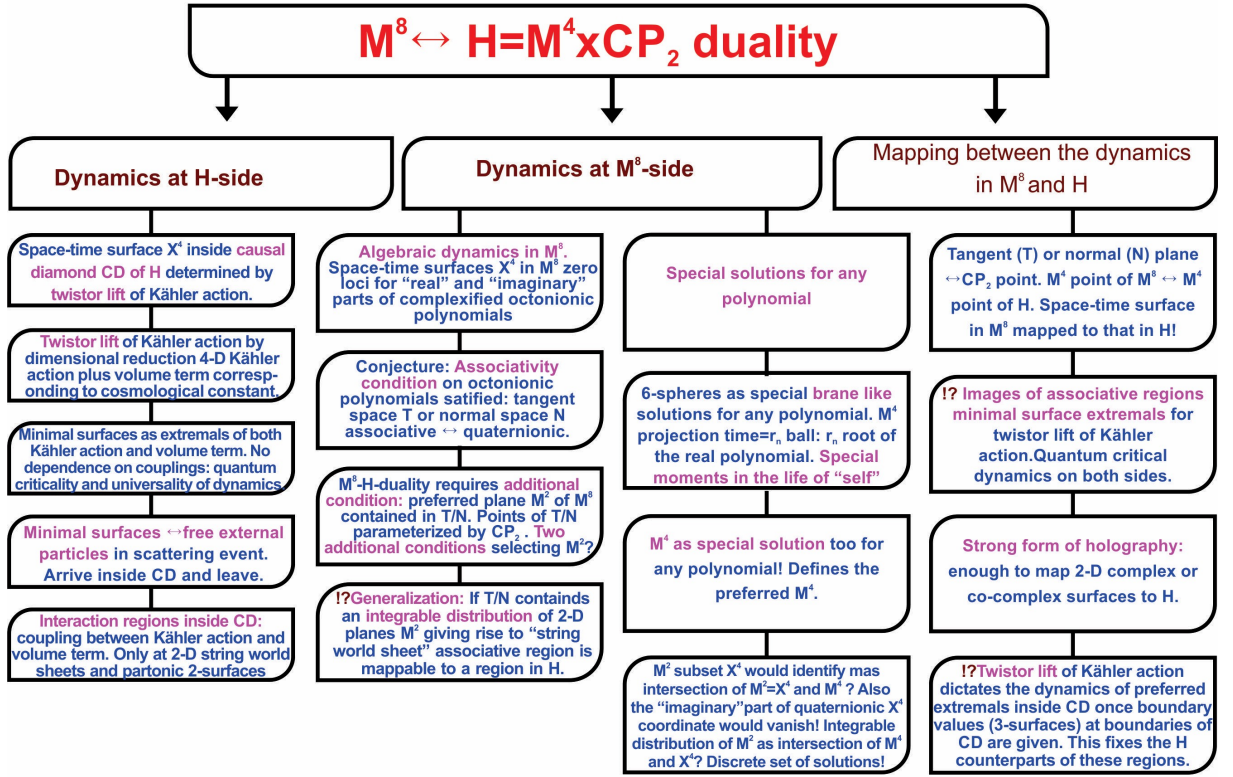 M⁸ ↔ H=M⁴xCP₂ duality
Dynamics at H-side
Space-time surface X⁴ inside causal
diamond CD of H determined by
twistor lift of Kähler action.
Twistor lift of Kähler action by
dimensional reduction 4-D Kähler
action plus volume term corresp-
onding to cosmological constant.
Minimal surfaces as extremals of both
Kähler action and volume term. No
dependence on couplings: quantum
criticality and universality of dynamics
Minimal surfaces ↔free external
particles in scattering event.
Arrive inside CD and leave.
Interaction regions inside CD:
coupling between Kähler action and
volume term. Only at 2-D string world
sheets and partonic 2-surfaces
Dynamics at M⁸-side
Algebraic dynamics in M⁸.
Space-time surfaces X⁴ in M⁸ zero
loci for “real” and “imaginary”
parts of complexified octonionic
polynomials
Conjecture: Associativity
condition on octonionic
polynomials satified: tangent
space T or normal space N
associative ↔ quaternionic.
M⁸-H-duality requires additional
condition: preferred plane M² of M⁸
contained in T/N. Points of T/N
parameterized by CP₂ . Two
additional conditions selecting M²?
!?Generalization: If T/N containds
an integrable distribution of 2-D
planes M² giving rise to “string
world sheet” associative region is
mappable to a region in H.
Special solutions for any
polynomial
6-spheres as special brane like
solutions for any polynomial. M⁴
projection time=rₙ ball: rₙ root of
the real polynomial. Special
moments in the life of “self”
M⁴ as special solution too for
any polynomial! Defines the
preferred M⁴.
M² subset X⁴ would identify mas
intersection of M²=X⁴ and M⁴ ? Also
the “imaginary”part of quaternionic X⁴
coordinate would vanish! Integrable
distribution of M² as intersection of M⁴
and X⁴? Discrete set of solutions!
Mapping between the dynamics
in M⁸ and H
Tangent (T) or normal (N) plane
↔CP₂ point. M⁴ point of M⁸ ↔ M⁴
point of H. Space-time surface
in M⁸ mapped to that in H!
!? Images of associative regions
minimal surface extremals for
twistor lift of Kähler
action.Quantum critical
dynamics on both sides.
Strong form of holography:
enough to map 2-D complex or
co-complex surfaces to H.
!?Twistor lift of Kähler action
dictates the dynamics of preferred
extremals inside CD once boundary
values (3-surfaces) at boundaries of
CD are given. This fixes the H
counterparts of these regions.